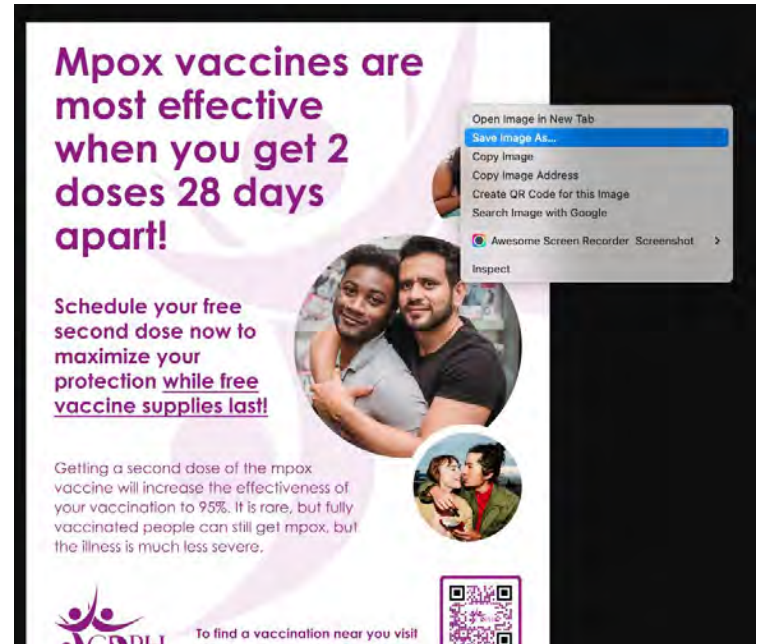 Mpox vaccines are
most effective
when you get 2
doses 28 days
apart!
Open Image in New Tab
Save Image As...
Copy Image
Copy Image Address
Create QR Code for this Image
Search Image with Google
Awesome Screen Recorder Screenshot
Inspect
Schedule your free
second dose now to
maximize your
protection while free
vaccine supplies last!
Getting a second dose of the mpox
vaccine will increase the effectiveness of
your vaccination to 95%. It is rare, but fully
vaccinated people can still get mpox, but
the illness is much less severe.
To find a vaccination near you visit